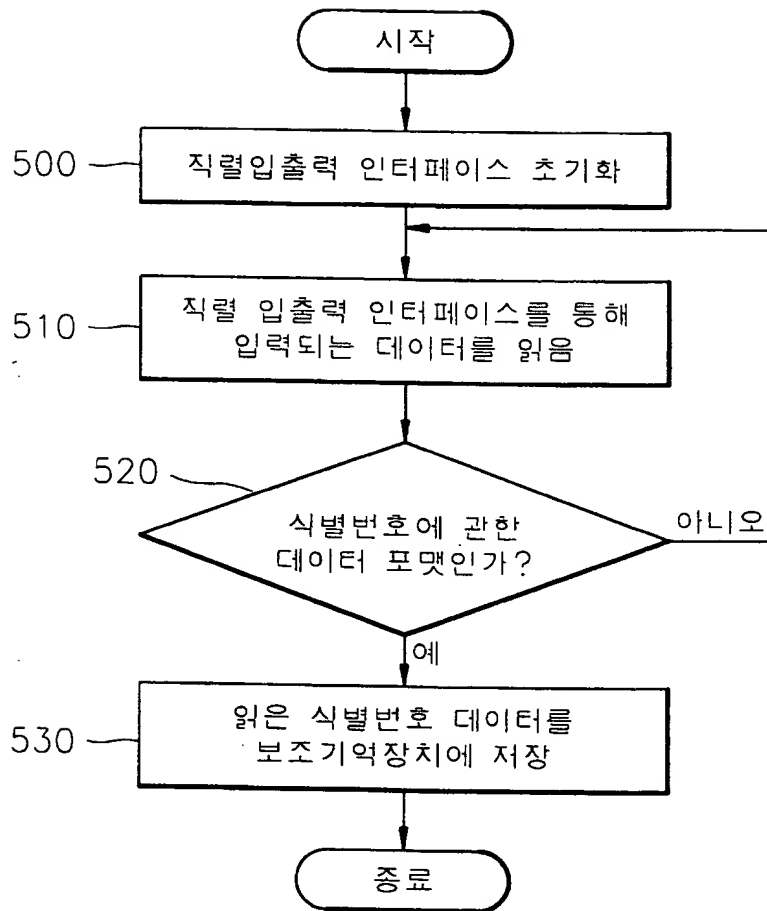 시작
500
직렬입출력 인터페이스 초기화
510
직렬 입출력 인터페이스를 통해
입력되는 데이터를 읽음
520
식별번호에 관한
데이터 포맷인가?
아니오
예
530
읽은 식별번호 데이터를
보조기억장치에 저장
종료